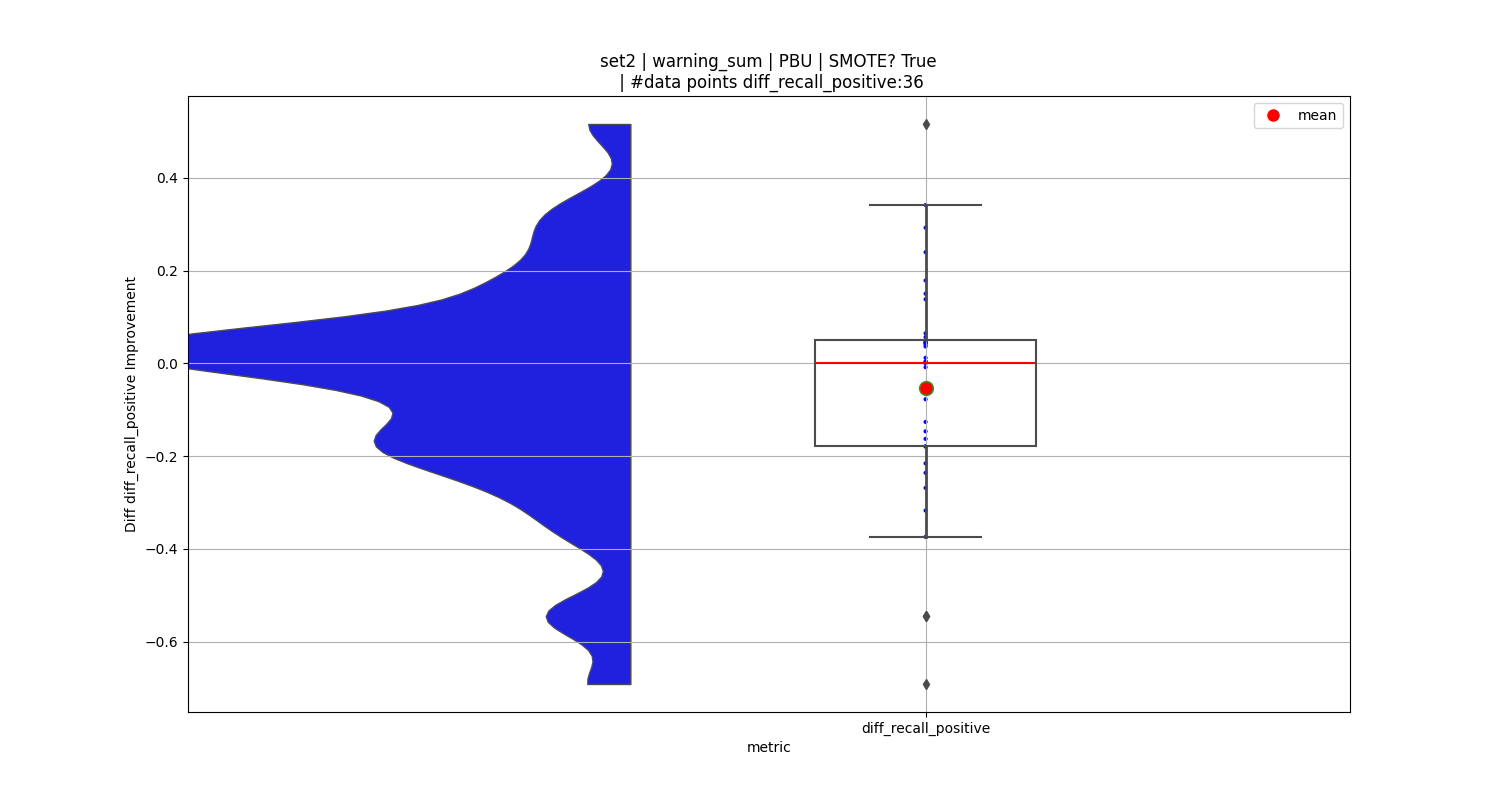 set2 | warning_sum | PBU | SMOTE? True
| #data points diff_recall_positive:36
mean
0.4
0.2
0.0
−0.2
−0.4
−0.6
Diff diff_recall_positive Improvement
diff_recall_positive
metric